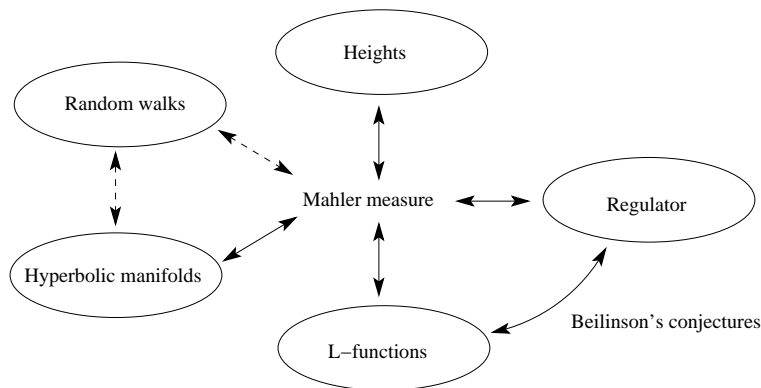 Heights
Random walks
Mahler measure
Regulator
Hyperbolic manifolds
Beilinson’s conjectures
L−functions